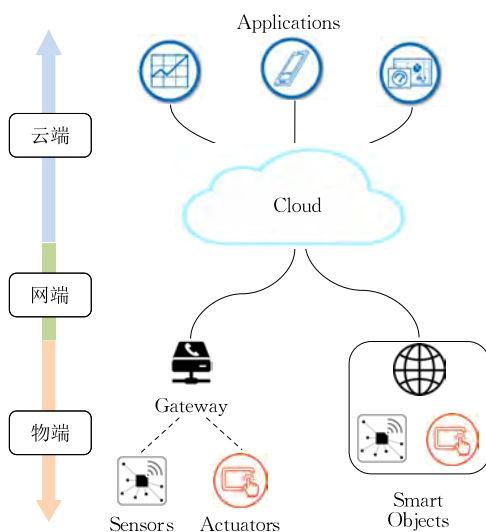 Applications
云端
Cloud
网端
Gateway
物端
Sensors
Actuators
Smart
Objects